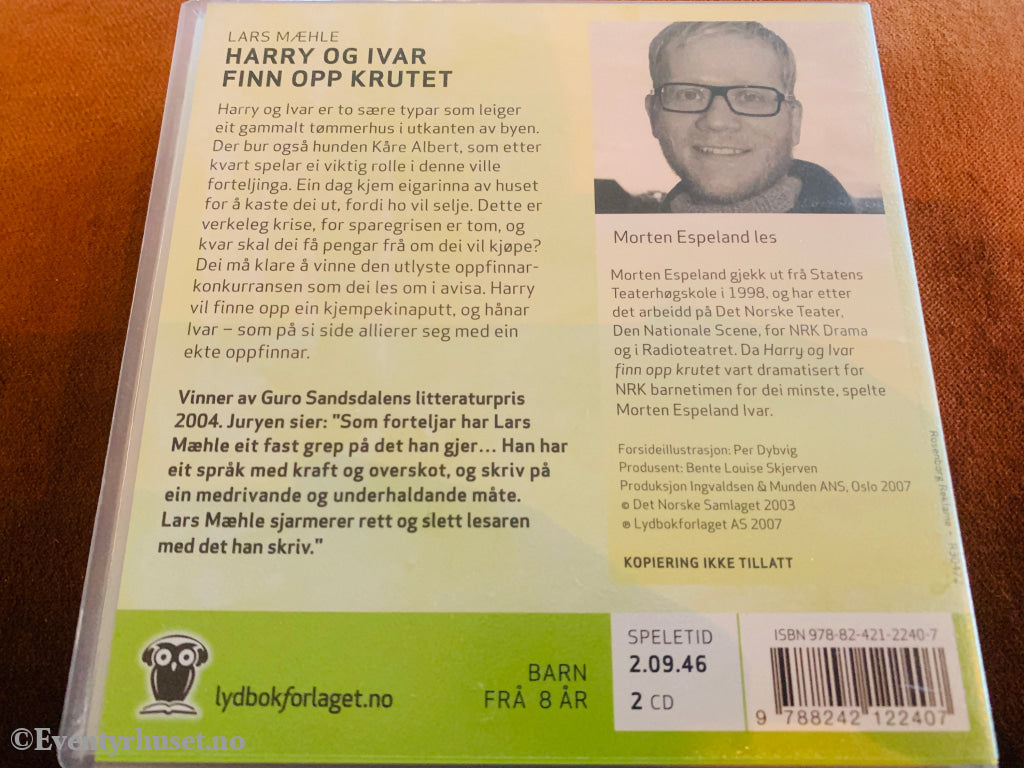 LARS MÆHLE
HARRY OG IVAR
FINN OPP KRUTET
Harry og Ivar er to sære typar som leiger
eit gammalt tømmerhus i utkanten av byen.
Der bur også hunden Kåre Albert, som etter
kvart spelar ei viktig rolle i denne ville
forteljinga. Ein dag kjem eigarinna av huset
for å kaste dei ut, fordi ho vil selje. Dette er
verkeleg krise, for sparegrisen er tom, og
kvar skal dei få pengar frå om dei vil kjøpe?
Dei må klare å vinne den utlyste oppfinnar-
konkurransen som dei les om i avisa. Harry
vil finne opp ein kjempekinaputt, og hånar
Ivar – som på si side allierer seg med ein
ekte oppfinnar.
Vinner av Guro Sandsdalens litteraturpris
2004. Juryen sier: "Som forteljar har Lars
Mæhle eit fast grep på det han gjer... Han har
eit språk med kraft og overskot, og skriv på
ein medrivande og underhaldande måte.
Lars Mæhle sjarmerer rett og slett lesaren
med det han skriv."
Morten Espeland les
Morten Espeland gjekk ut frå Statens
Teaterhøgskole i 1998, og har etter
det arbeidd på Det Norske Teater,
Den Nationale Scene, for NRK Drama
og i Radioteatret. Da Harry og Ivar
finn opp krutet vart dramatisert for
NRK barnetimen for dei minste, spelte
Morten Espeland Ivar.
Forsideillustrasjon: Per Dybvig
Produsent: Bente Louise Skjerven
Produksjon Ingvaldsen & Munden ANS, Oslo 2007
© Det Norske Samlaget 2003
℗ Lydbokforlaget AS 2007
KOPIERING IKKE TILLATT
Rosenborg Reklame
lydbokforlaget.no
BARN
FRÅ 8 ÅR
SPELETID
2.09.46
2 CD
ISBN 978-82-421-2240-7
9 788242 122407
©Eventyrhuset.no